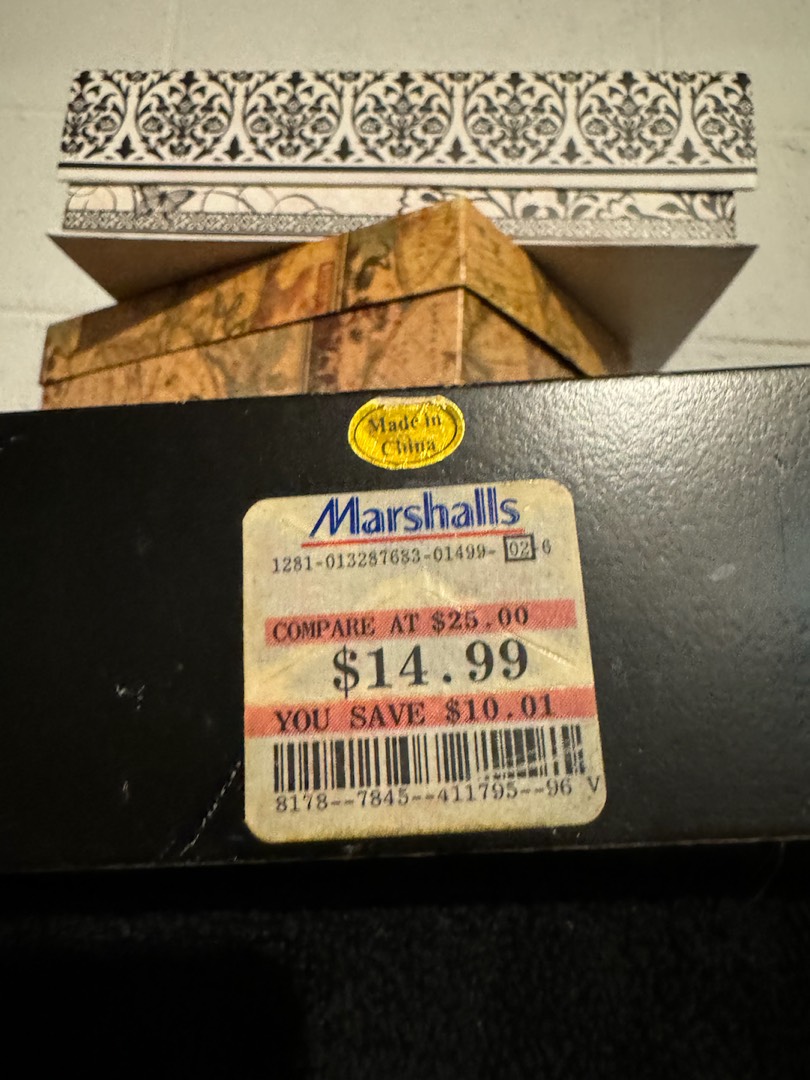 Made in
China
Marshalls
1281-013287683-01499- 02-6
COMPARE AT $25.00
$14.99
YOU SAVE $10.01
8178--7845--411795--96 V